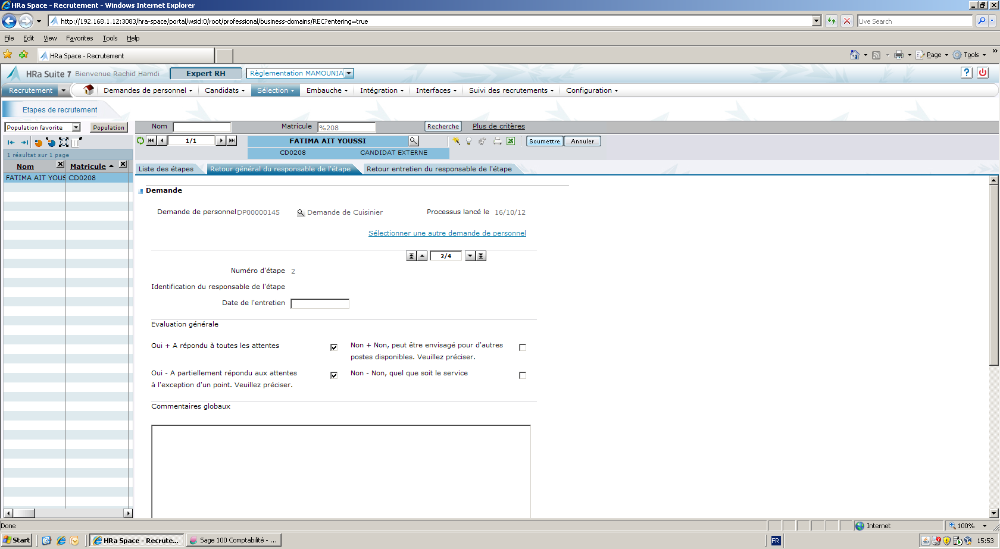 HRa Space - Recrutement - Windows Internet Explorer
http://192.168.1.12:3083/hra-space/portal/wsid:0/root/professional/business-domains/REC?entering=true
Live Search
File Edit View Favorites Tools Help
HRa Space - Recrutement
Page Tools
HRa Suite 7 Bienvenue Rachid Hamdi Expert RH Règlementation MAMOUNIA
Recrutement Demandes de personnel Candidats Sélection Embauche Intégration Interfaces Suivi des recrutements Configuration
Etapes de recrutement
Population favorite Population Nom Matricule %208 Recherche Plus de critères
1/1 FATIMA AIT YOUSSI Soumettre Annuler
1 résultat sur 1 page CD0208 CANDIDAT EXTERNE
Nom Matricule
Liste des étapes Retour général du responsable de l'étape Retour entretien du responsable de l'étape
FATIMA AIT YOUS CD0208
Demande
Demande de personnel DP00000145 Demande de Cuisinier Processus lancé le 16/10/12
Sélectionner une autre demande de personnel
2/4
Numéro d'étape 2
Identification du responsable de l'étape
Date de l'entretien
Evaluation générale
Oui + A répondu à toutes les attentes
Non + Non, peut être envisagé pour d'autres
postes disponibles. Veuillez préciser.
Oui - A partiellement répondu aux attentes
à l'exception d'un point. Veuillez préciser.
Non - Non, quel que soit le service
Commentaires globaux
Done Internet 100%
Start HRa Space - Recrute... Sage 100 Comptabilité - ... FR 15:53